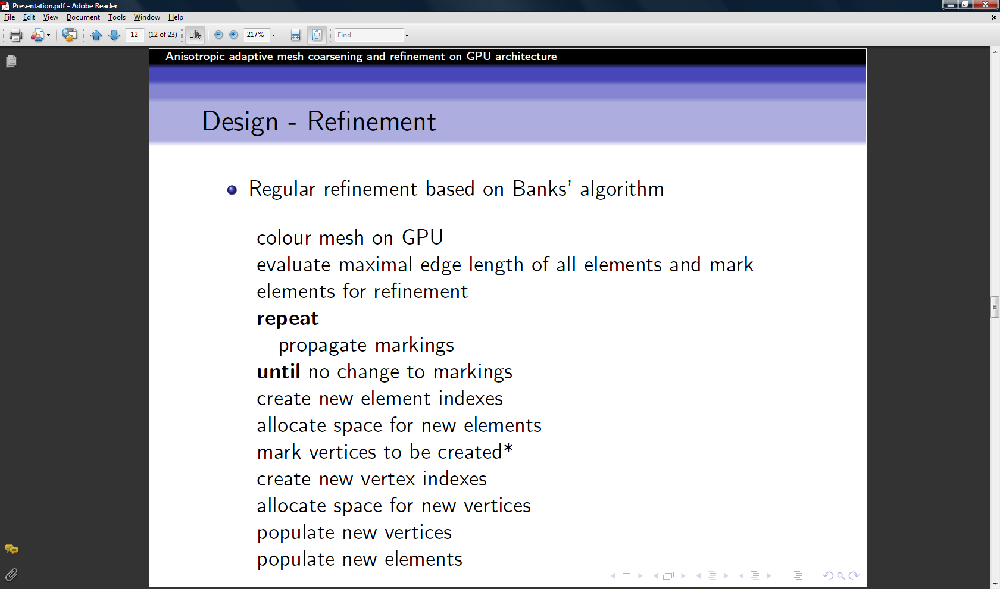 Presentation.pdf - Adobe Reader
File Edit View Document Tools Window Help
12 (12 of 23) 217% Find
Anisotropic adaptive mesh coarsening and refinement on GPU architecture
Design - Refinement
Regular refinement based on Banks' algorithm
colour mesh on GPU
evaluate maximal edge length of all elements and mark
elements for refinement
repeat
propagate markings
until no change to markings
create new element indexes
allocate space for new elements
mark vertices to be created*
create new vertex indexes
allocate space for new vertices
populate new vertices
populate new elements